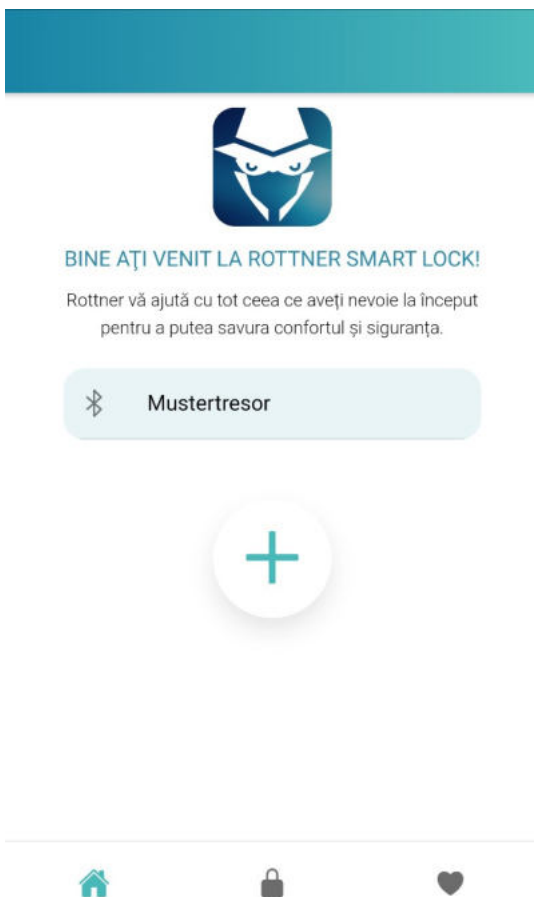 BINE AŢI VENIT LA ROTTNER SMART LOCK!
Rottner vă ajută cu tot ceea ce aveți nevoie la început
pentru a putea savura confortul și siguranța.
Mustertresor